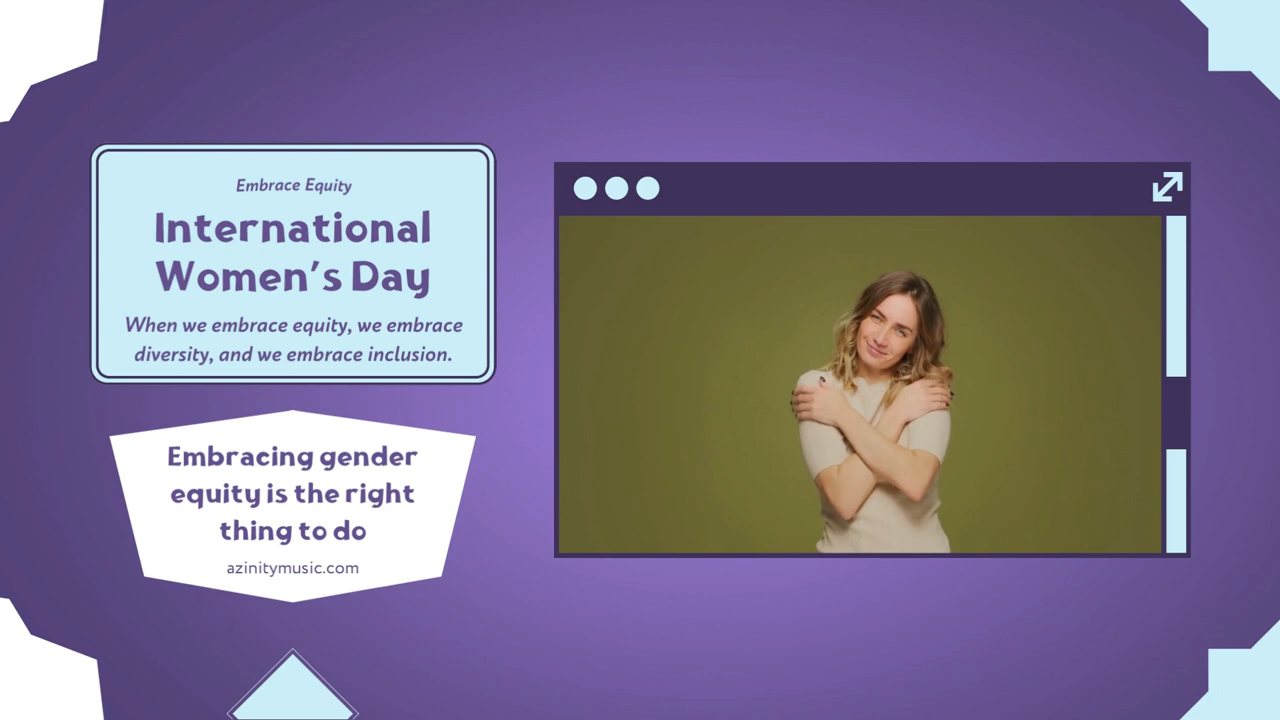 Embrace Equity
International
Women's Day
When we embrace equity, we embrace
diversity, and we embrace inclusion.
Embracing gender
equity is the right
thing to do
azinitymusic.com